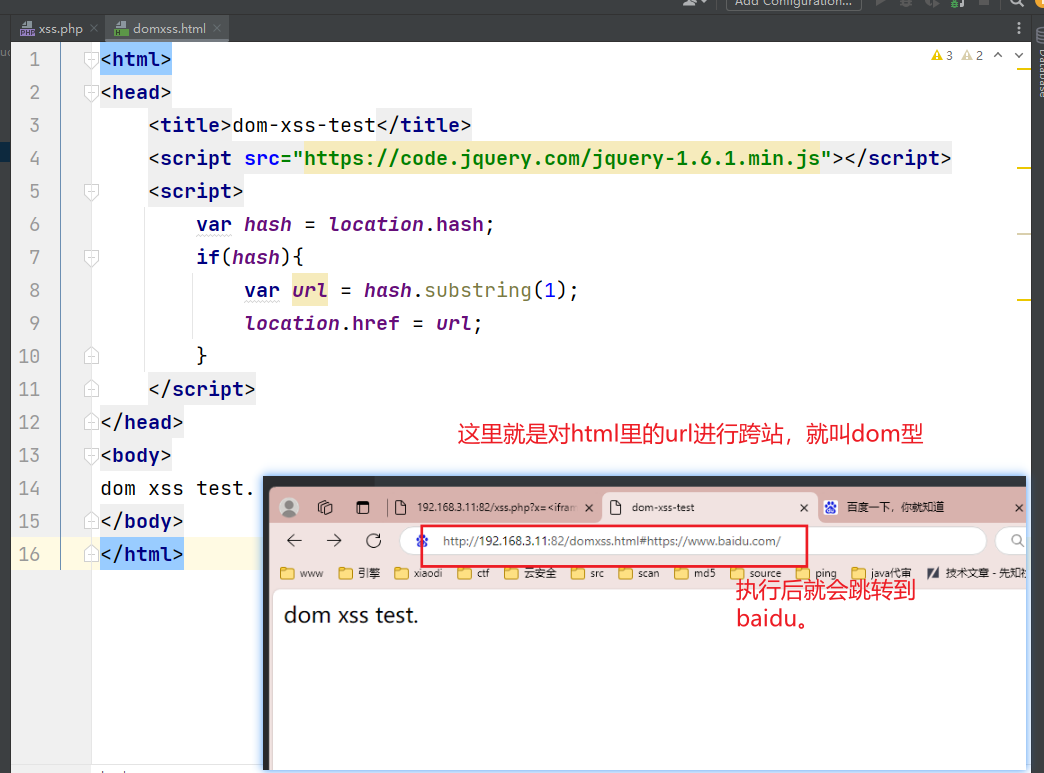 Add Configuration...
xss.php
domxss.html
3
2
Database
1 <html>
2 <head>
3 <title>dom-xss-test</title>
4 <script src="https://code.jquery.com/jquery-1.6.1.min.js"></script>
5 <script>
6 var hash = location.hash;
7 if(hash){
8 var url = hash.substring(1);
9 location.href = url;
10 }
11 </script>
12 </head>
13 <body>
14 dom xss test.
15 </body>
16 </html>
这里就是对html里的url进行跨站，就叫dom型
192.168.3.11:82/xss.php?x=<ifram
dom-xss-test
百度一下，你就知道
http://192.168.3.11:82/domxss.html#https://www.baidu.com/
www 引擎 xiaodi ctf 云安全 src scan md5 source ping java代审 技术文章 - 先知社
执行后就会跳转到
baidu。
dom xss test.